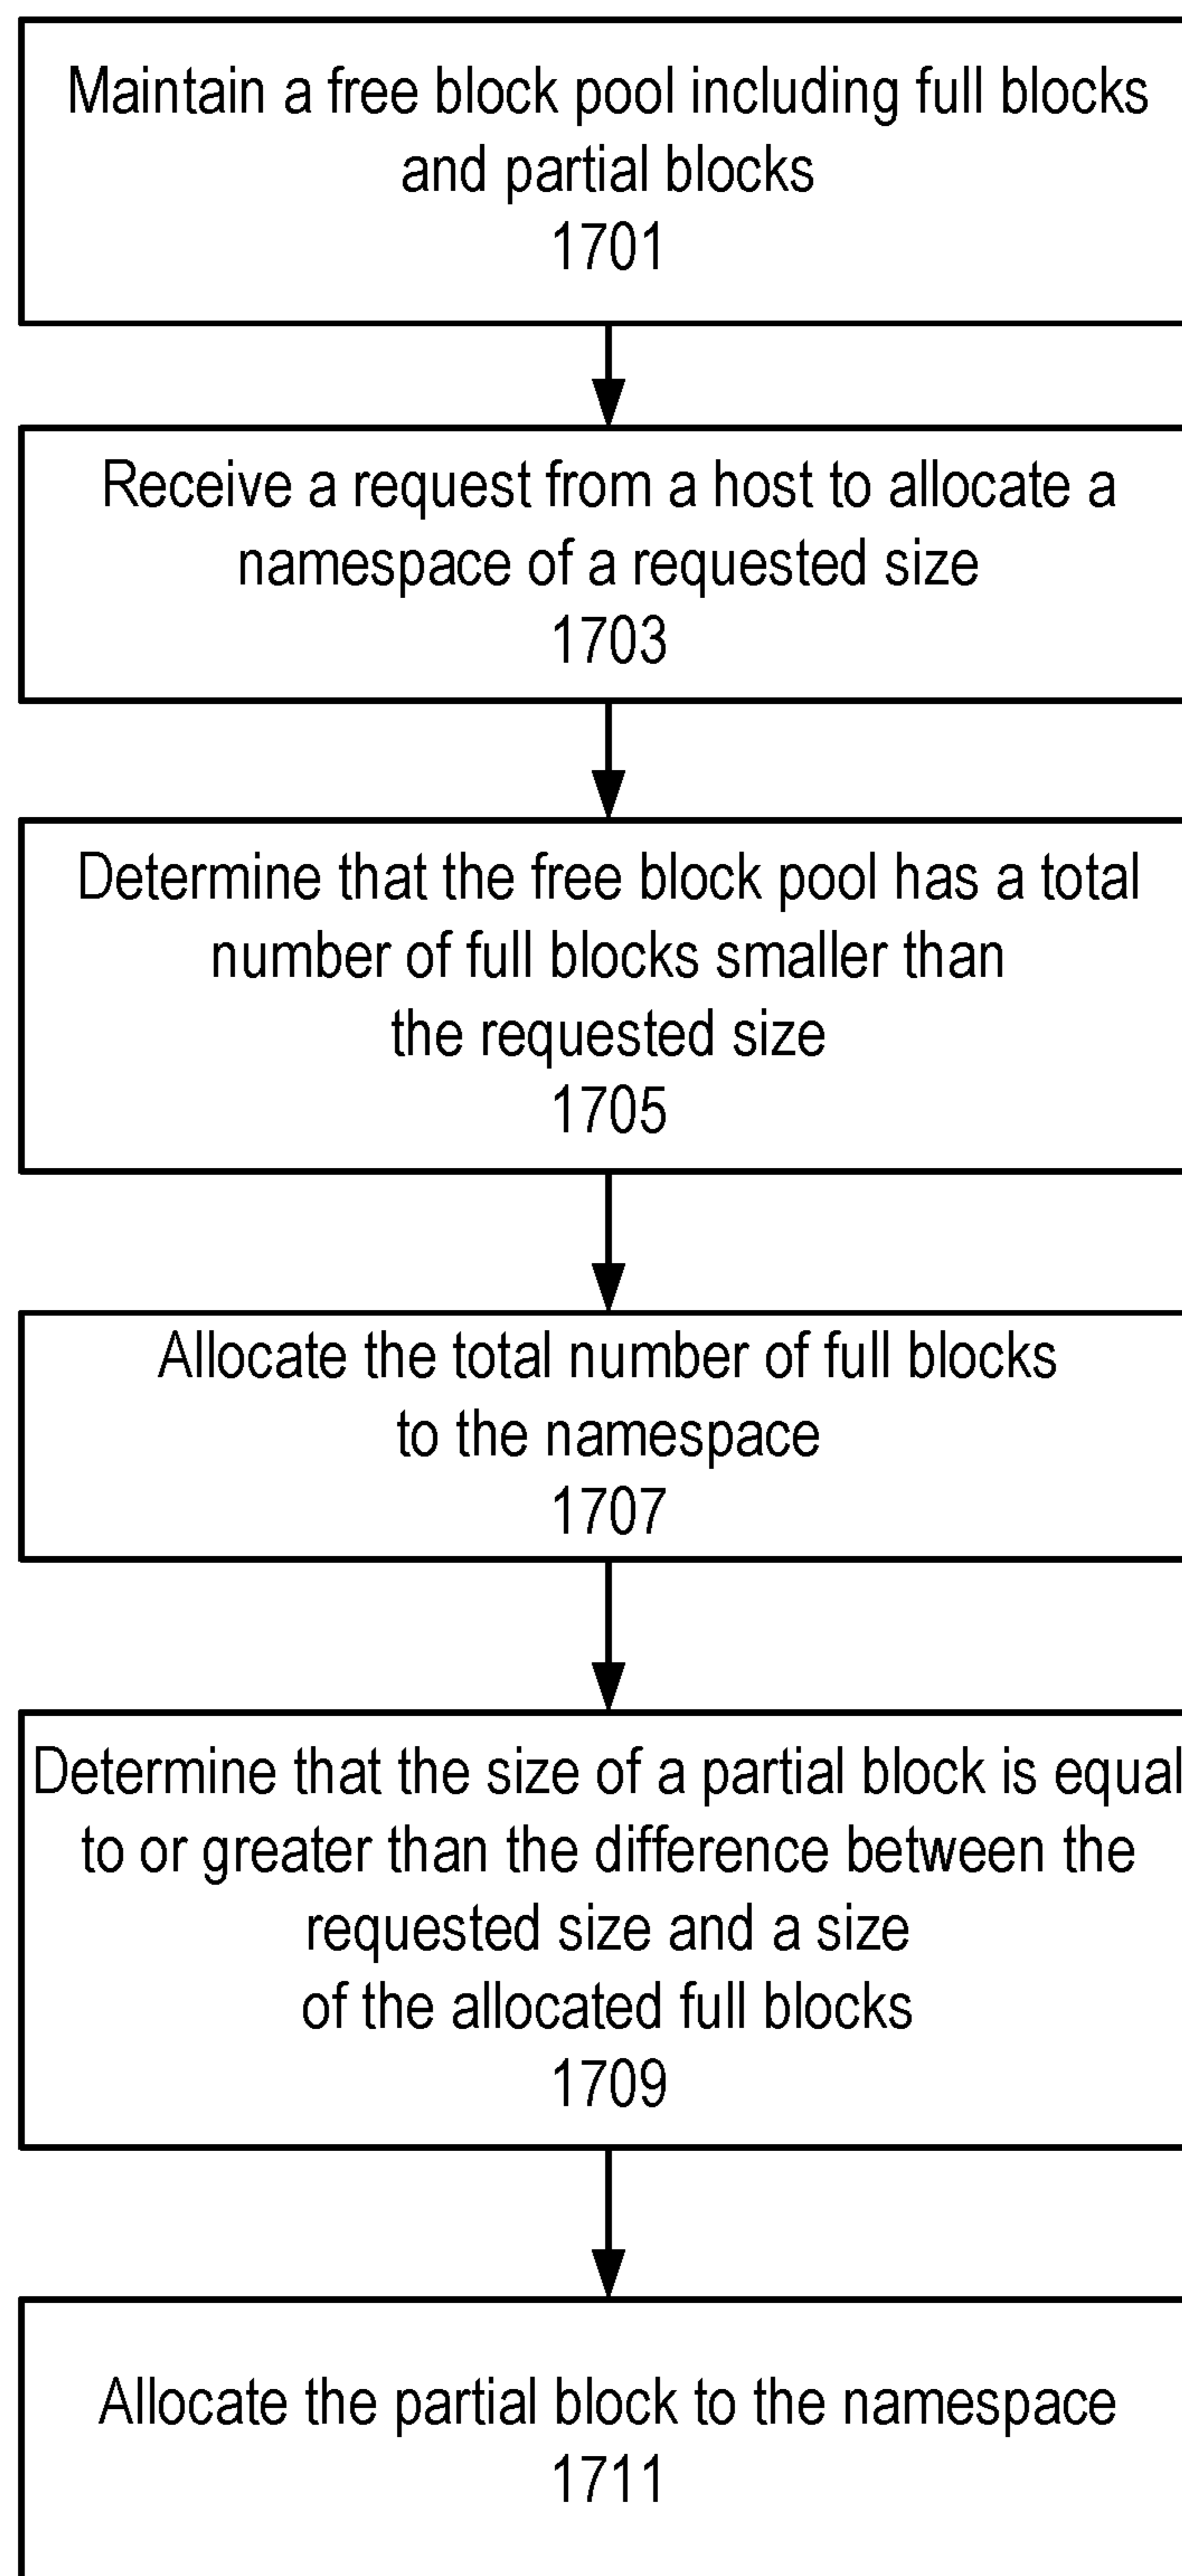 Maintain a free block pool including full blocks
and partial blocks
1701
Receive a request from a host to allocate a
namespace of a requested size
1703
Determine that the free block pool has a total
number of full blocks smaller than
the requested size
1705
Allocate the total number of full blocks
to the namespace
1707
Determine that the size of a partial block is equal
to or greater than the difference between the
requested size and a size
of the allocated full blocks
1709
Allocate the partial block to the namespace
1711